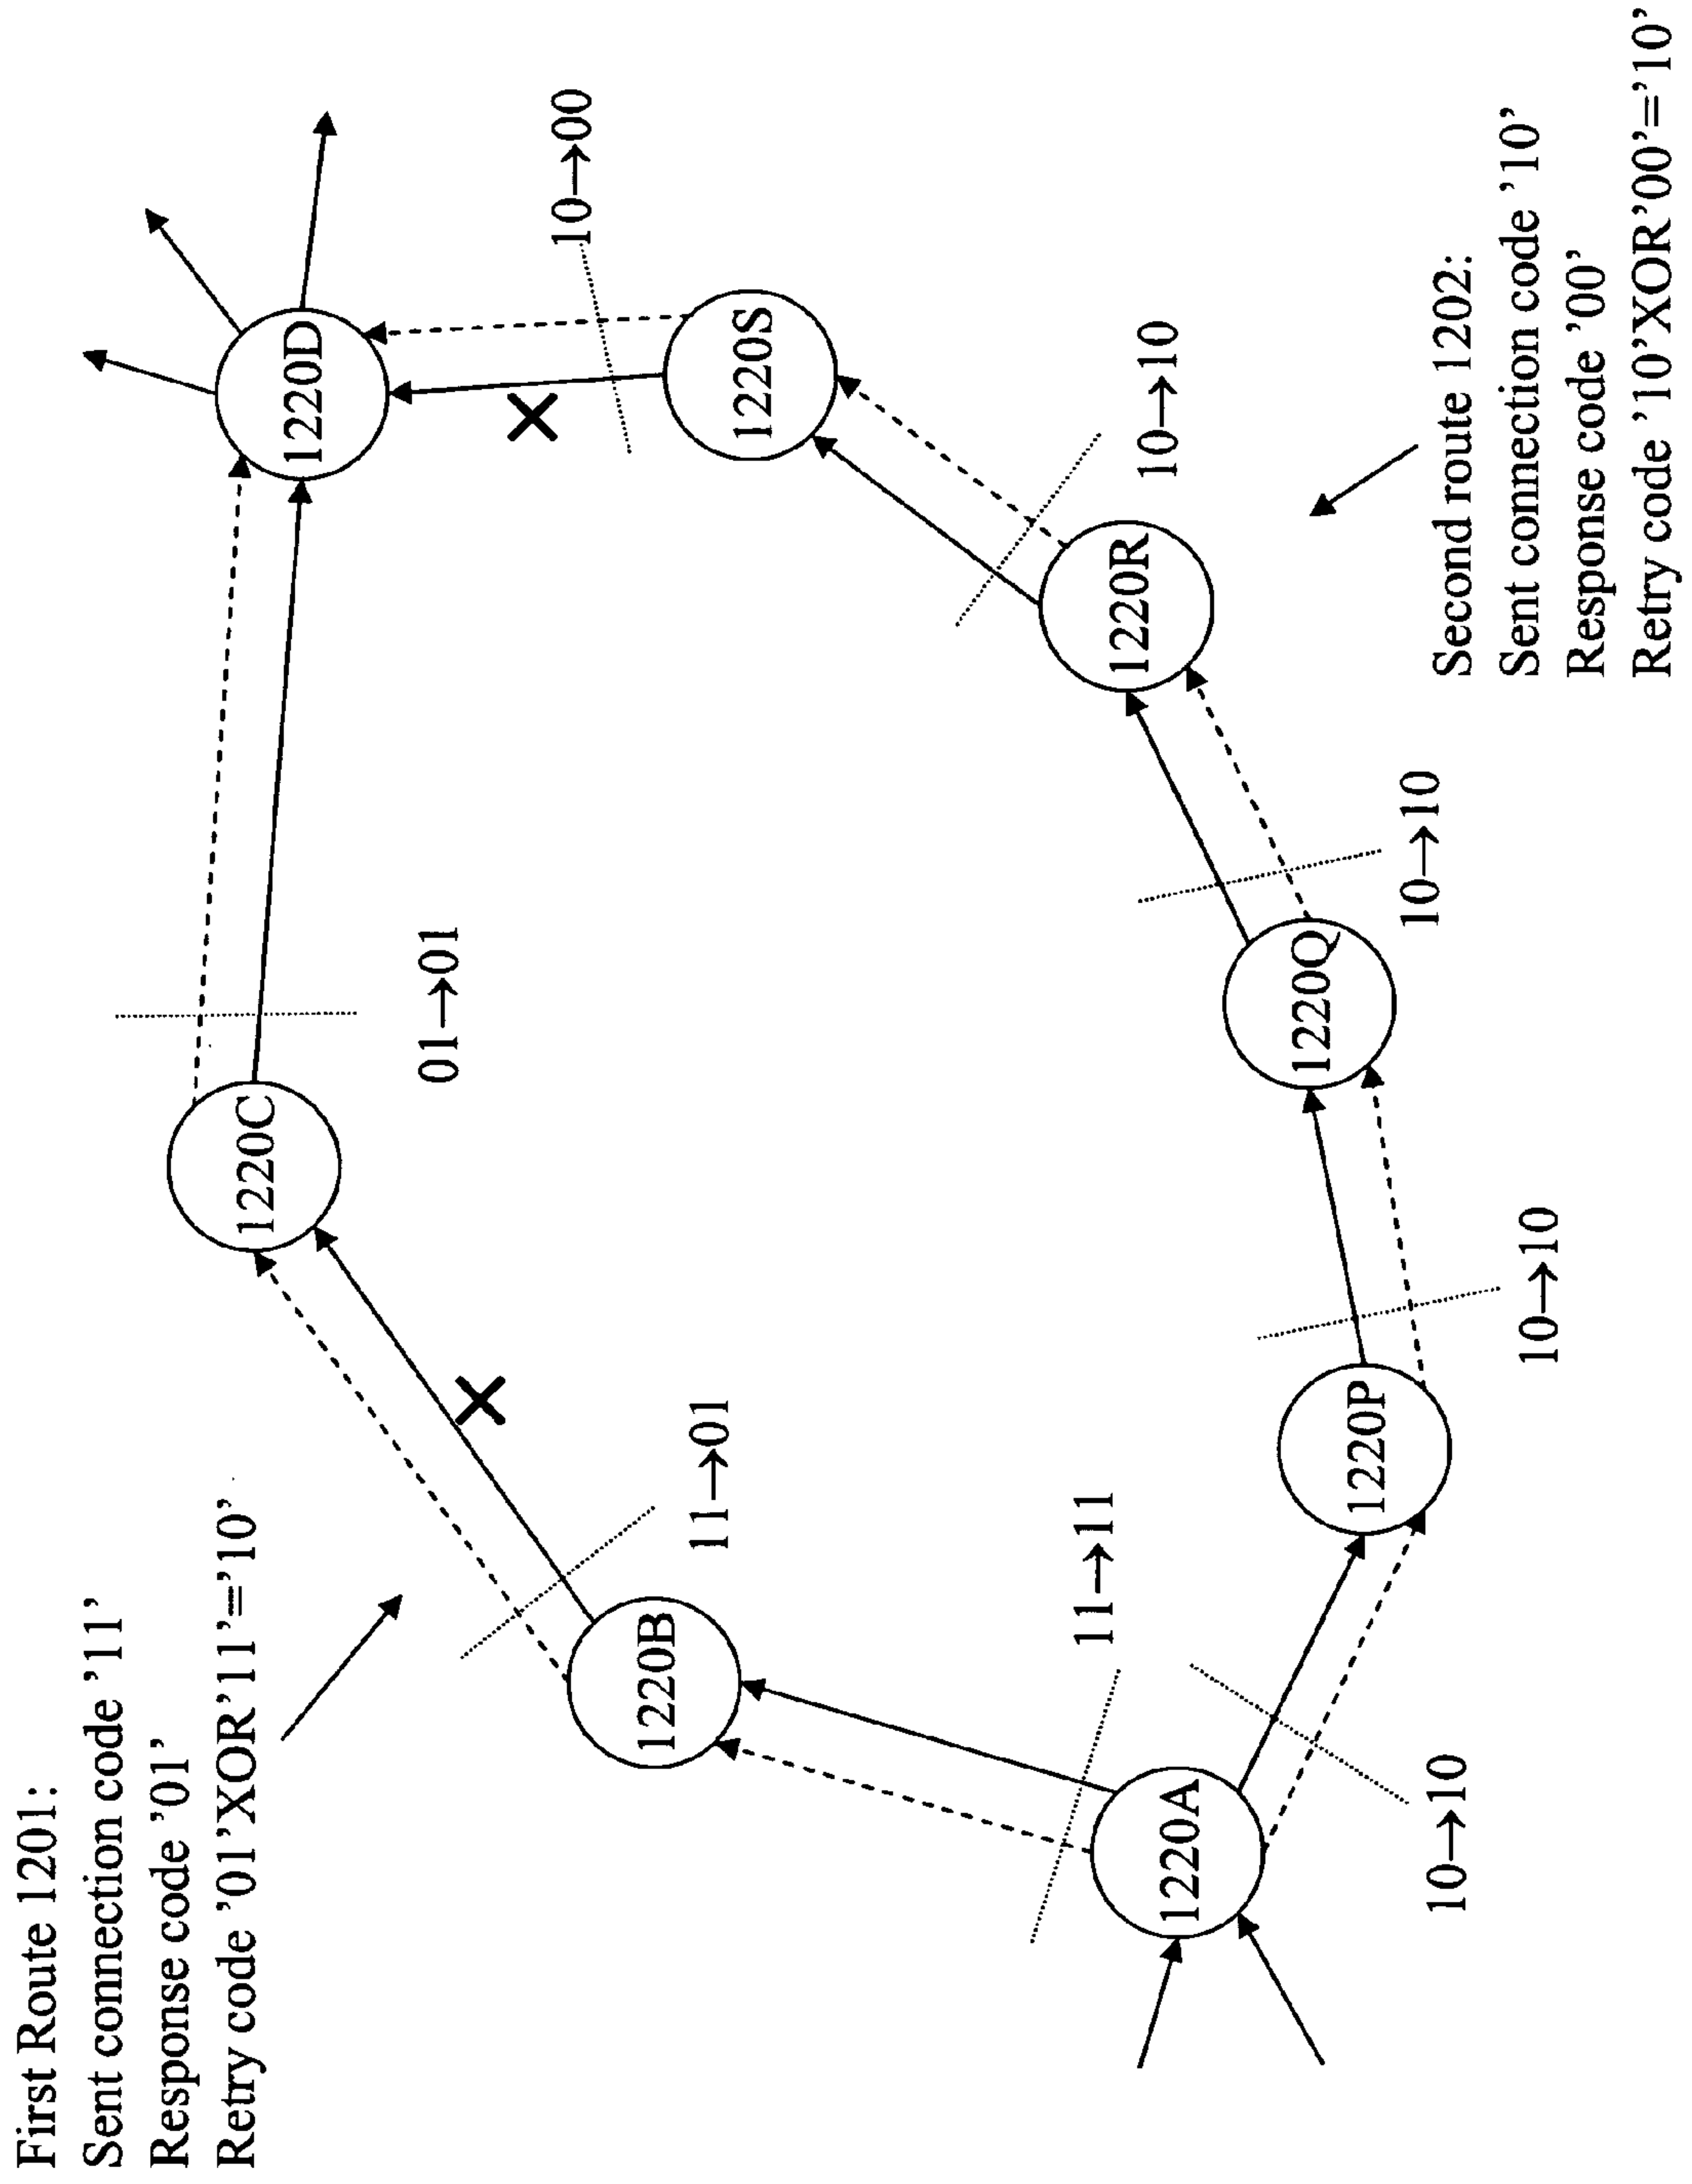 First Route 1201:
Sent connection code ’11’
Response code ’01’
Retry code ’01’XOR’11’=’10’
1220C
01→01
1220D
10→00
1220B
11→01
1220S
1220A
11→11
10→10
1220P
10→10
1220Q
10→10
1220R
10→10
Second route 1202:
Sent connection code ’10’
Response code ’00’
Retry code ’10’XOR’00’=’10’